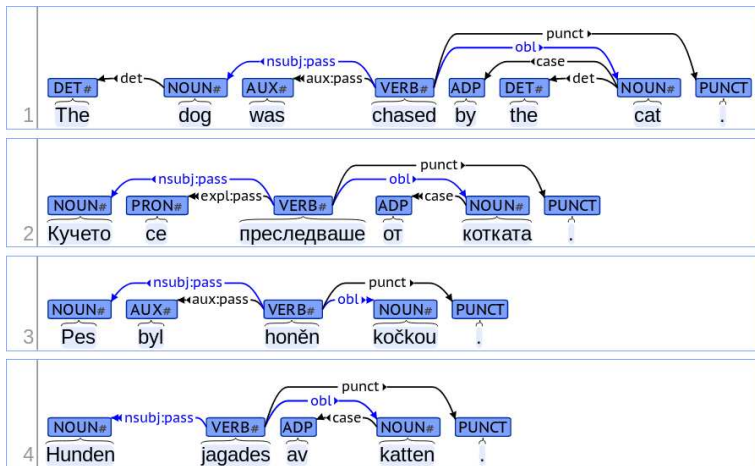 punct
obl
nsubj:pass case
det aux:pass det
DET# NOUN# AUX# VERB# ADP DET# NOUN# PUNCT
1 The dog was chased by the cat .
punct
nsubj:pass obl
expl:pass case
NOUN# PRON# VERB# ADP NOUN# PUNCT
2 Кучето се преследваше от котката .
nsubj:pass punct
aux:pass obl
NOUN# AUX# VERB# NOUN# PUNCT
3 Pes byl honěn kočkou .
punct
obl
nsubj:pass case
NOUN# VERB# ADP NOUN# PUNCT
4 Hunden jagades av katten .